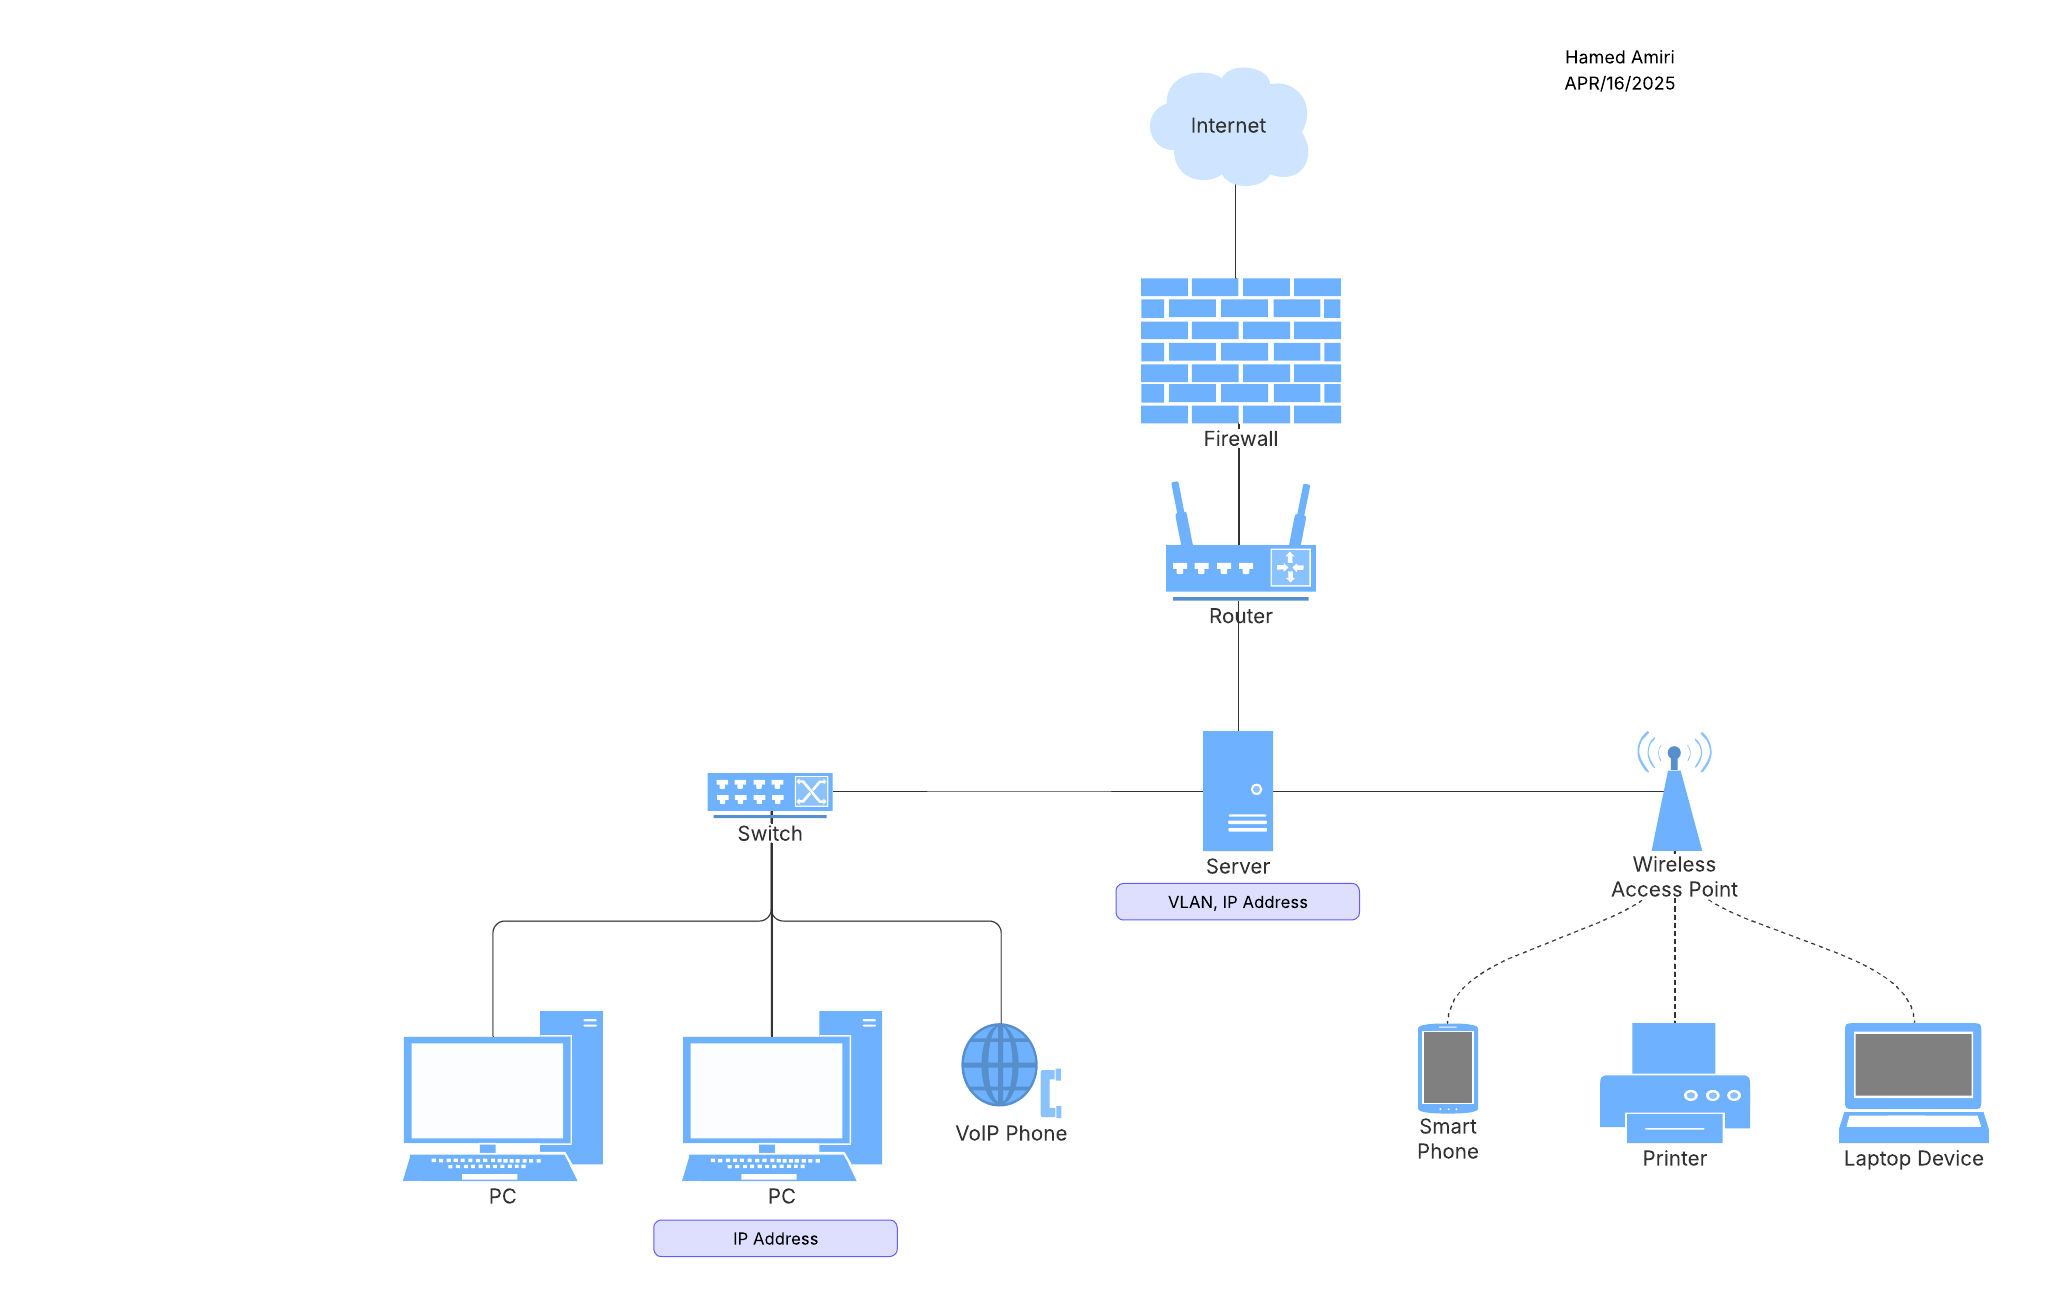 Hamed Amiri
APR/16/2025
Internet
Firewall
Router
Switch
Server
VLAN, IP Address
Wireless
Access Point
PC
IP Address
PC
VoIP Phone
Smart
Phone
Printer
Laptop Device